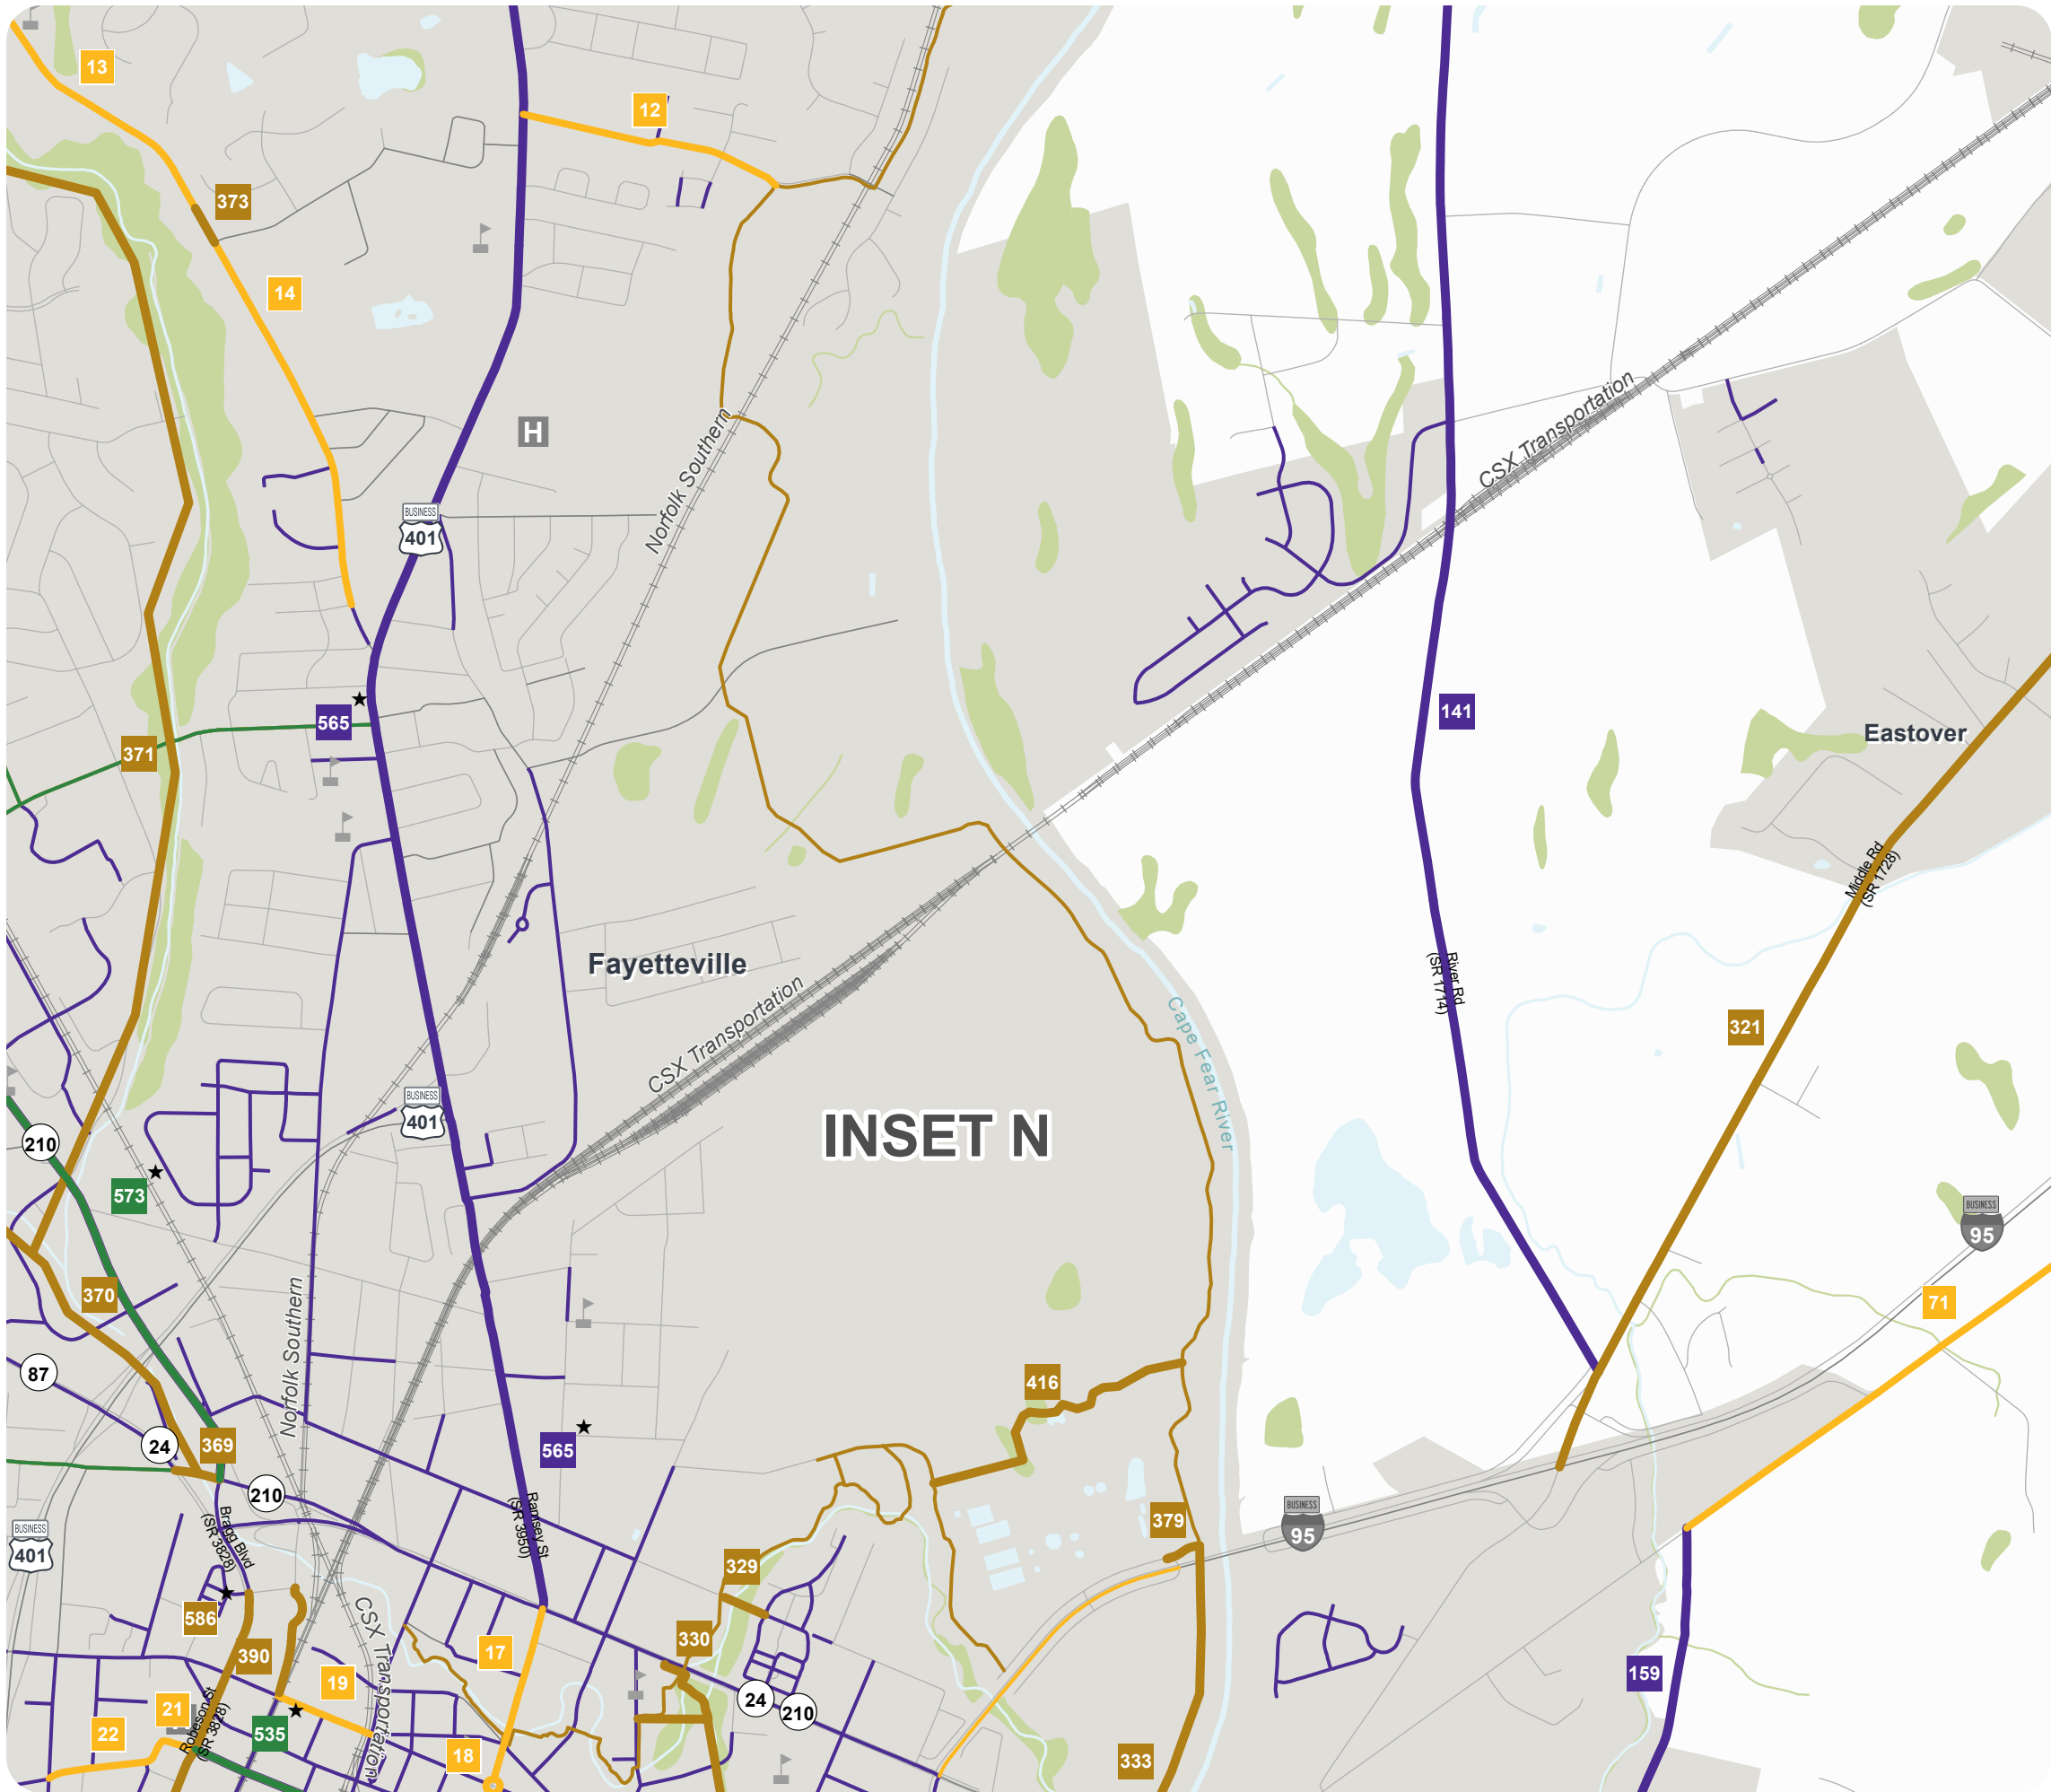 13
12
373
14
H
Norfolk Southern
CSX Transportation
BUSINESS
401
565
141
371
Eastover
Middle Rd
(SR 1728)
Fayetteville
River Rd
(SR 1714)
CSX Transportation
Cape Fear River
321
BUSINESS
401
INSET N
210
573
BUSINESS
95
370
71
Norfolk Southern
87
416
24
369
565
210
Ramsey St
(SR 3950)
BUSINESS
95
379
Bragg Blvd
(SR 3828)
BUSINESS
401
329
586
CSX Transportation
330
17
390
19
159
24
210
21
Robeson St
(SR 3828)
22
535
18
333